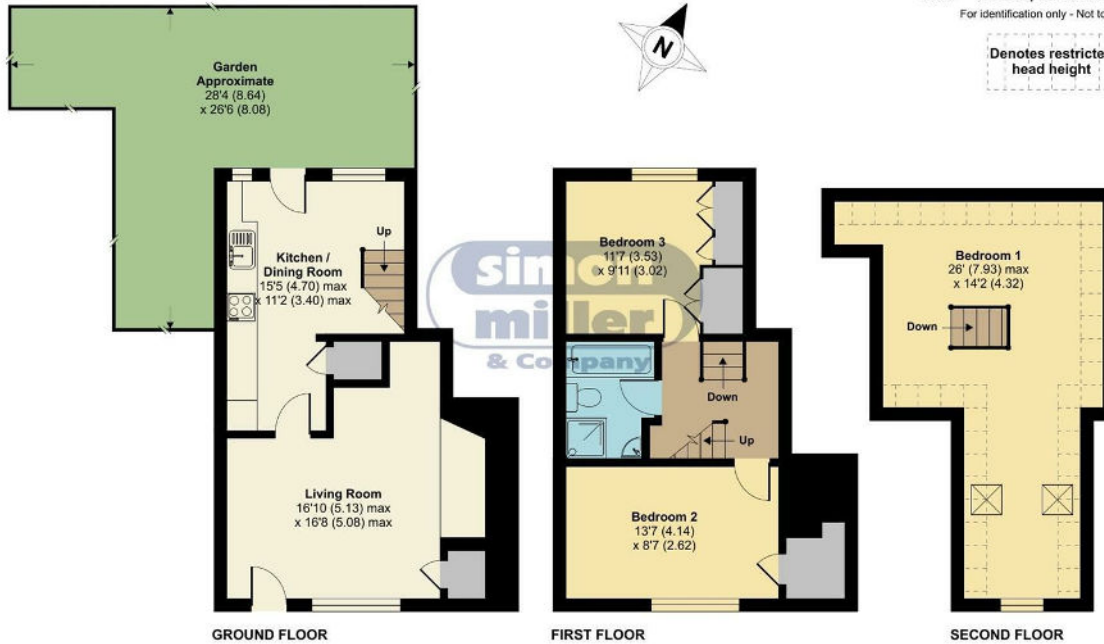 For identification only - Not to
Denotes restricte
head height
N
Garden
Approximate
28'4 (8.64)
x 26'6 (8.08)
Kitchen /
Dining Room
15'5 (4.70) max
x 11'2 (3.40) max
Up
Living Room
16'10 (5.13) max
x 16'8 (5.08) max
GROUND FLOOR
simon
miller
& Company
Bedroom 3
11'7 (3.53)
x 9'11 (3.02)
Down
Up
Bedroom 2
13'7 (4.14)
x 8'7 (2.62)
FIRST FLOOR
Bedroom 1
26' (7.93) max
x 14'2 (4.32)
Down
SECOND FLOOR